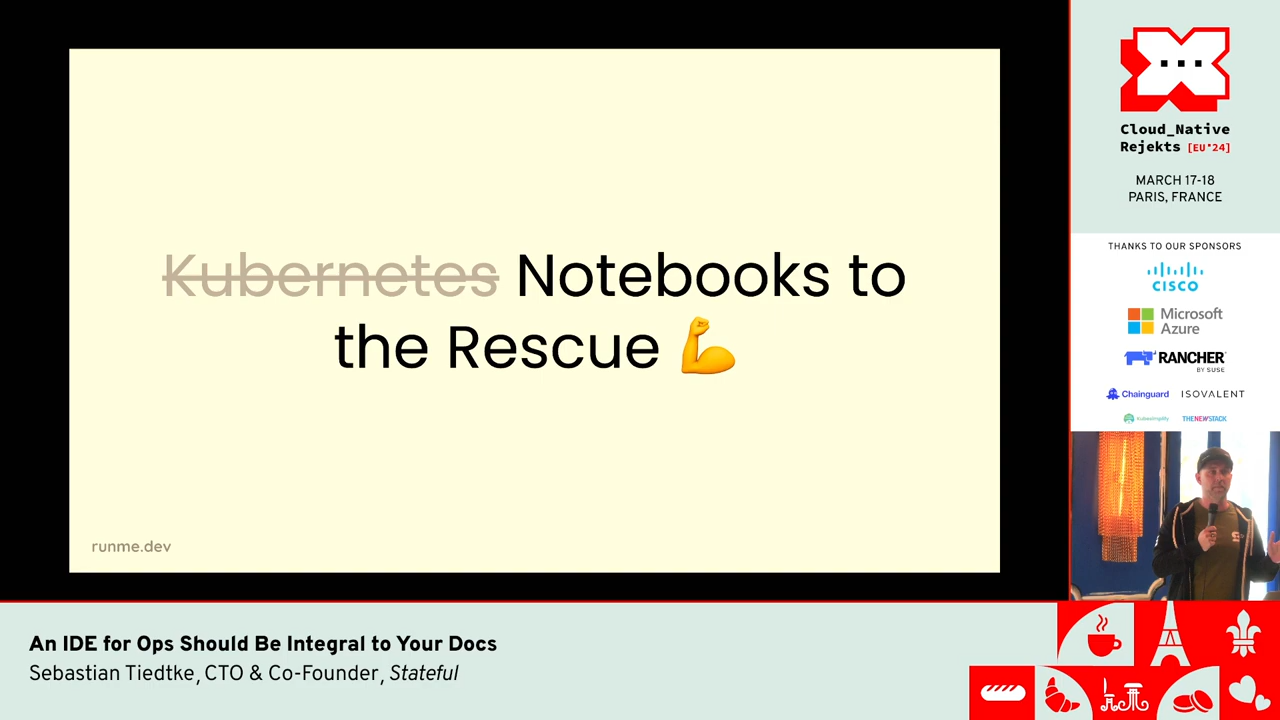 Kubernetes Notebooks to
the Rescue 💪
runme.dev
Cloud_Native
Rejekts [EU'24]
MARCH 17-18
PARIS, FRANCE
THANKS TO OUR SPONSORS
CISCO
Microsoft
Azure
RANCHER
BY SUSE
Chainguard ISOVALENT
Kubesimplify THENEWSTACK
An IDE for Ops Should Be Integral to Your Docs
Sebastian Tiedtke, CTO & Co-Founder, Stateful